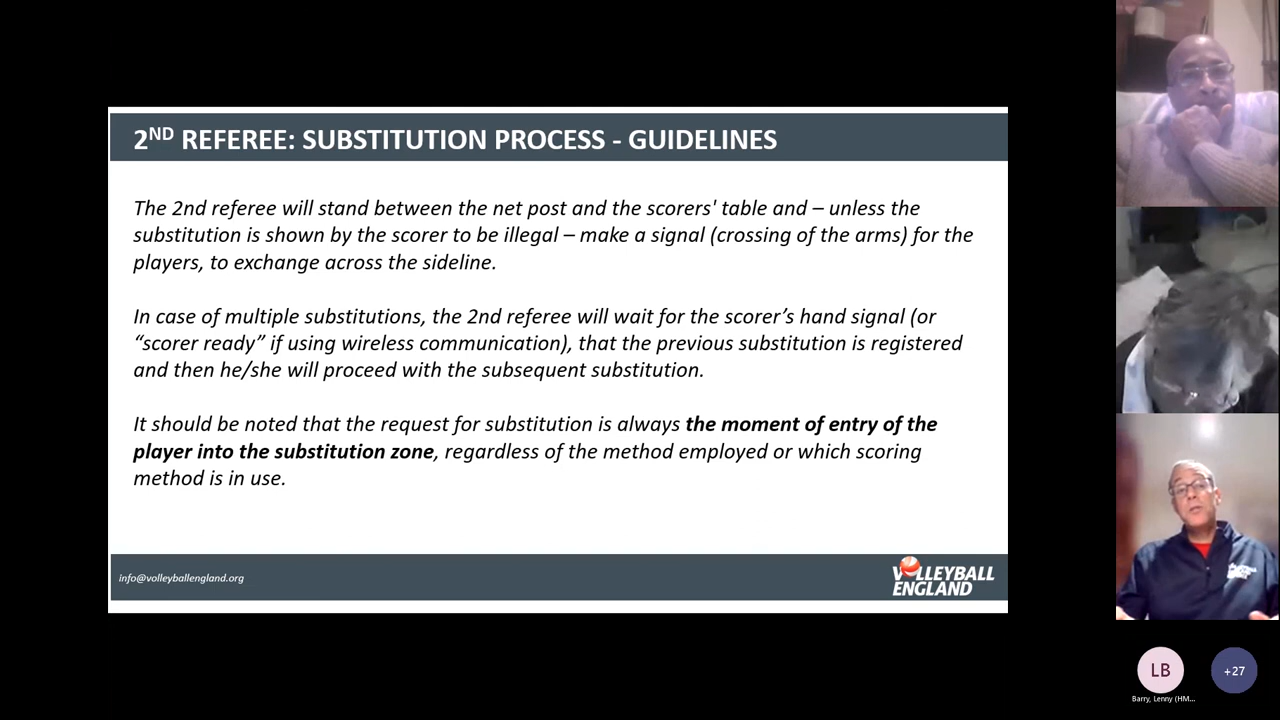 2ND REFEREE: SUBSTITUTION PROCESS - GUIDELINES
The 2nd referee will stand between the net post and the scorers' table and – unless the
substitution is shown by the scorer to be illegal – make a signal (crossing of the arms) for the
players, to exchange across the sideline.
In case of multiple substitutions, the 2nd referee will wait for the scorer’s hand signal (or
“scorer ready” if using wireless communication), that the previous substitution is registered
and then he/she will proceed with the subsequent substitution.
It should be noted that the request for substitution is always the moment of entry of the
player into the substitution zone, regardless of the method employed or which scoring
method is in use.
info@volleyballengland.org
VOLLEYBALL
ENGLAND
LB
+27
Barry, Lenny (HM...